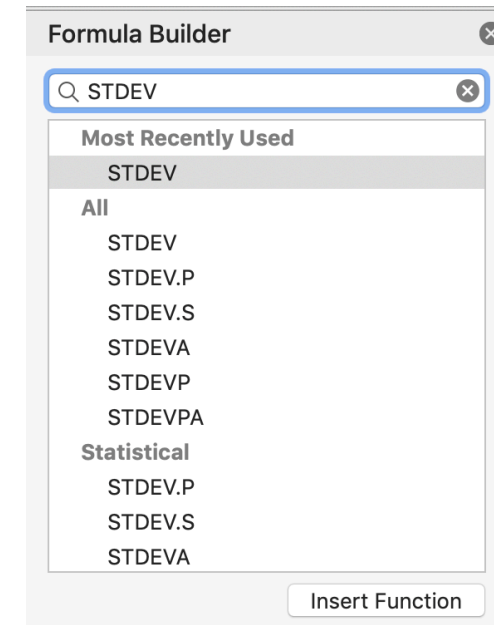 Formula Builder
STDEV
Most Recently Used
STDEV
All
STDEV
STDEV.P
STDEV.S
STDEVA
STDEVP
STDEVPA
Statistical
STDEV.P
STDEV.S
STDEVA
Insert Function